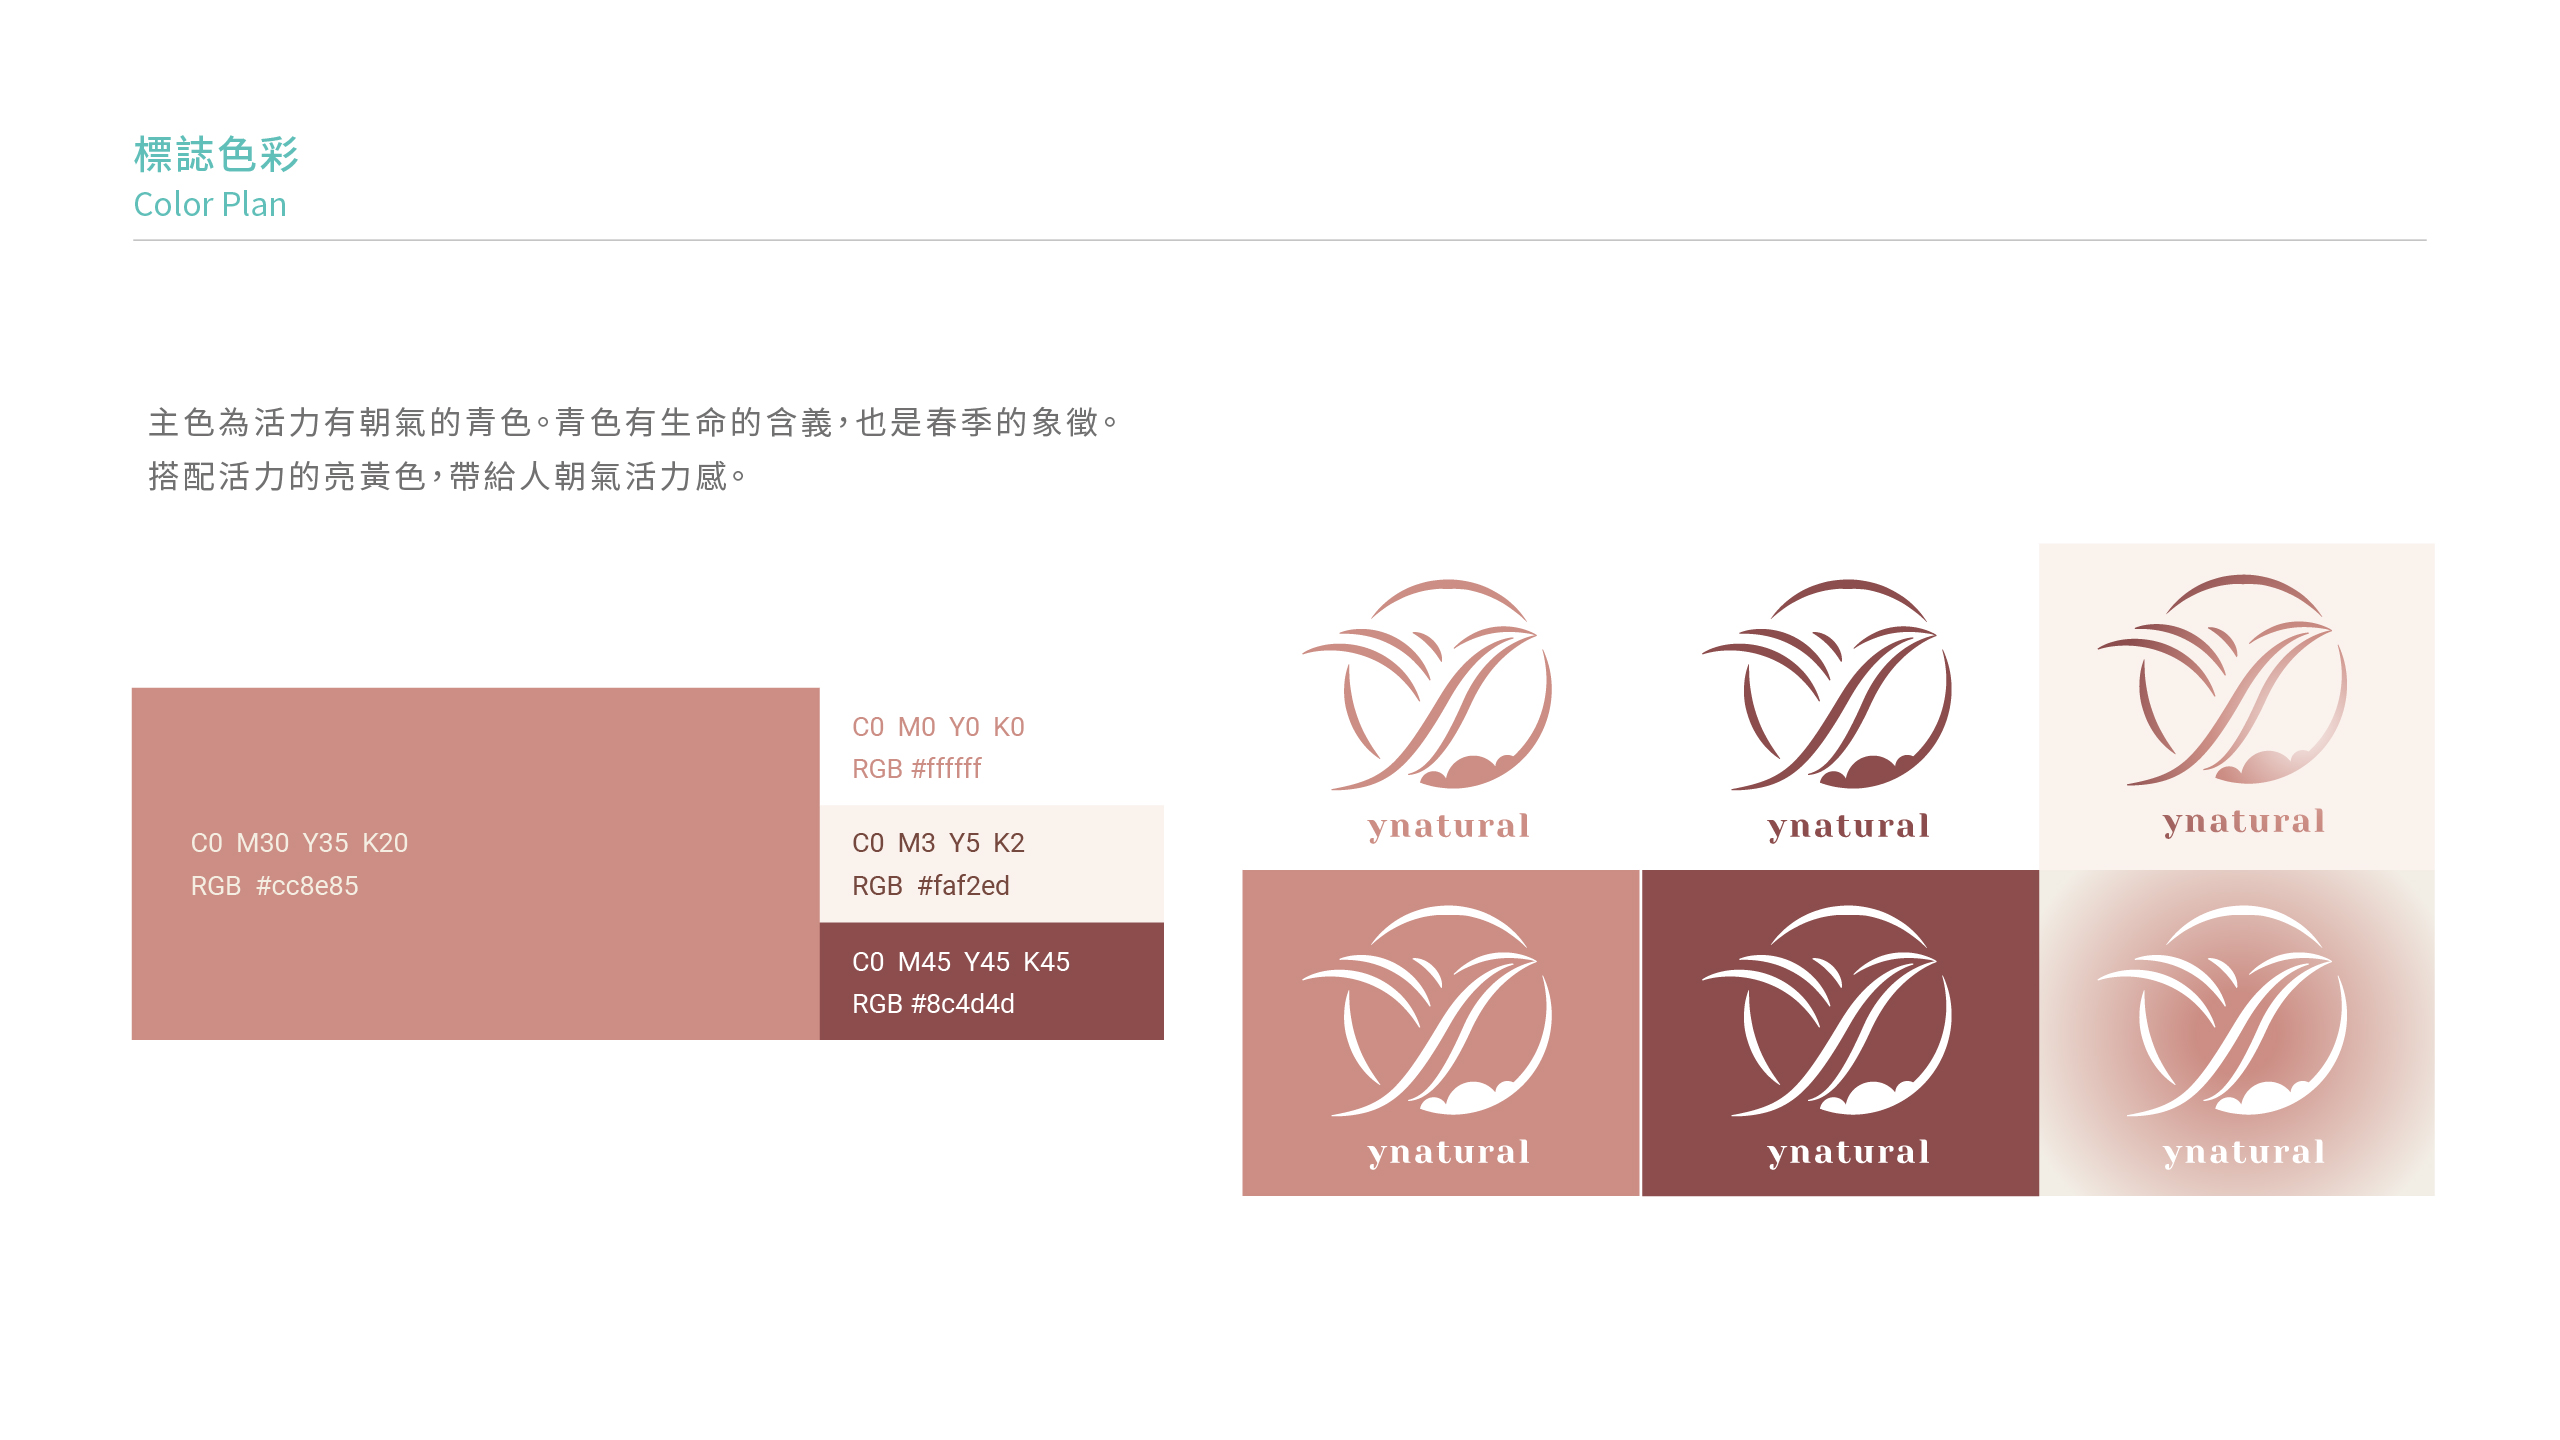 標誌色彩
Color Plan
主色為活力有朝氣的青色。青色有生命的含義，也是春季的象徵。
搭配活力的亮黃色，帶給人朝氣活力感。
C0 M30 Y35 K20
RGB #cc8e85
C0 M0 Y0 K0
RGB #ffffff
C0 M3 Y5 K2
RGB #faf2ed
C0 M45 Y45 K45
RGB #8c4d4d
ynatural
ynatural
ynatural
ynatural
ynatural
ynatural